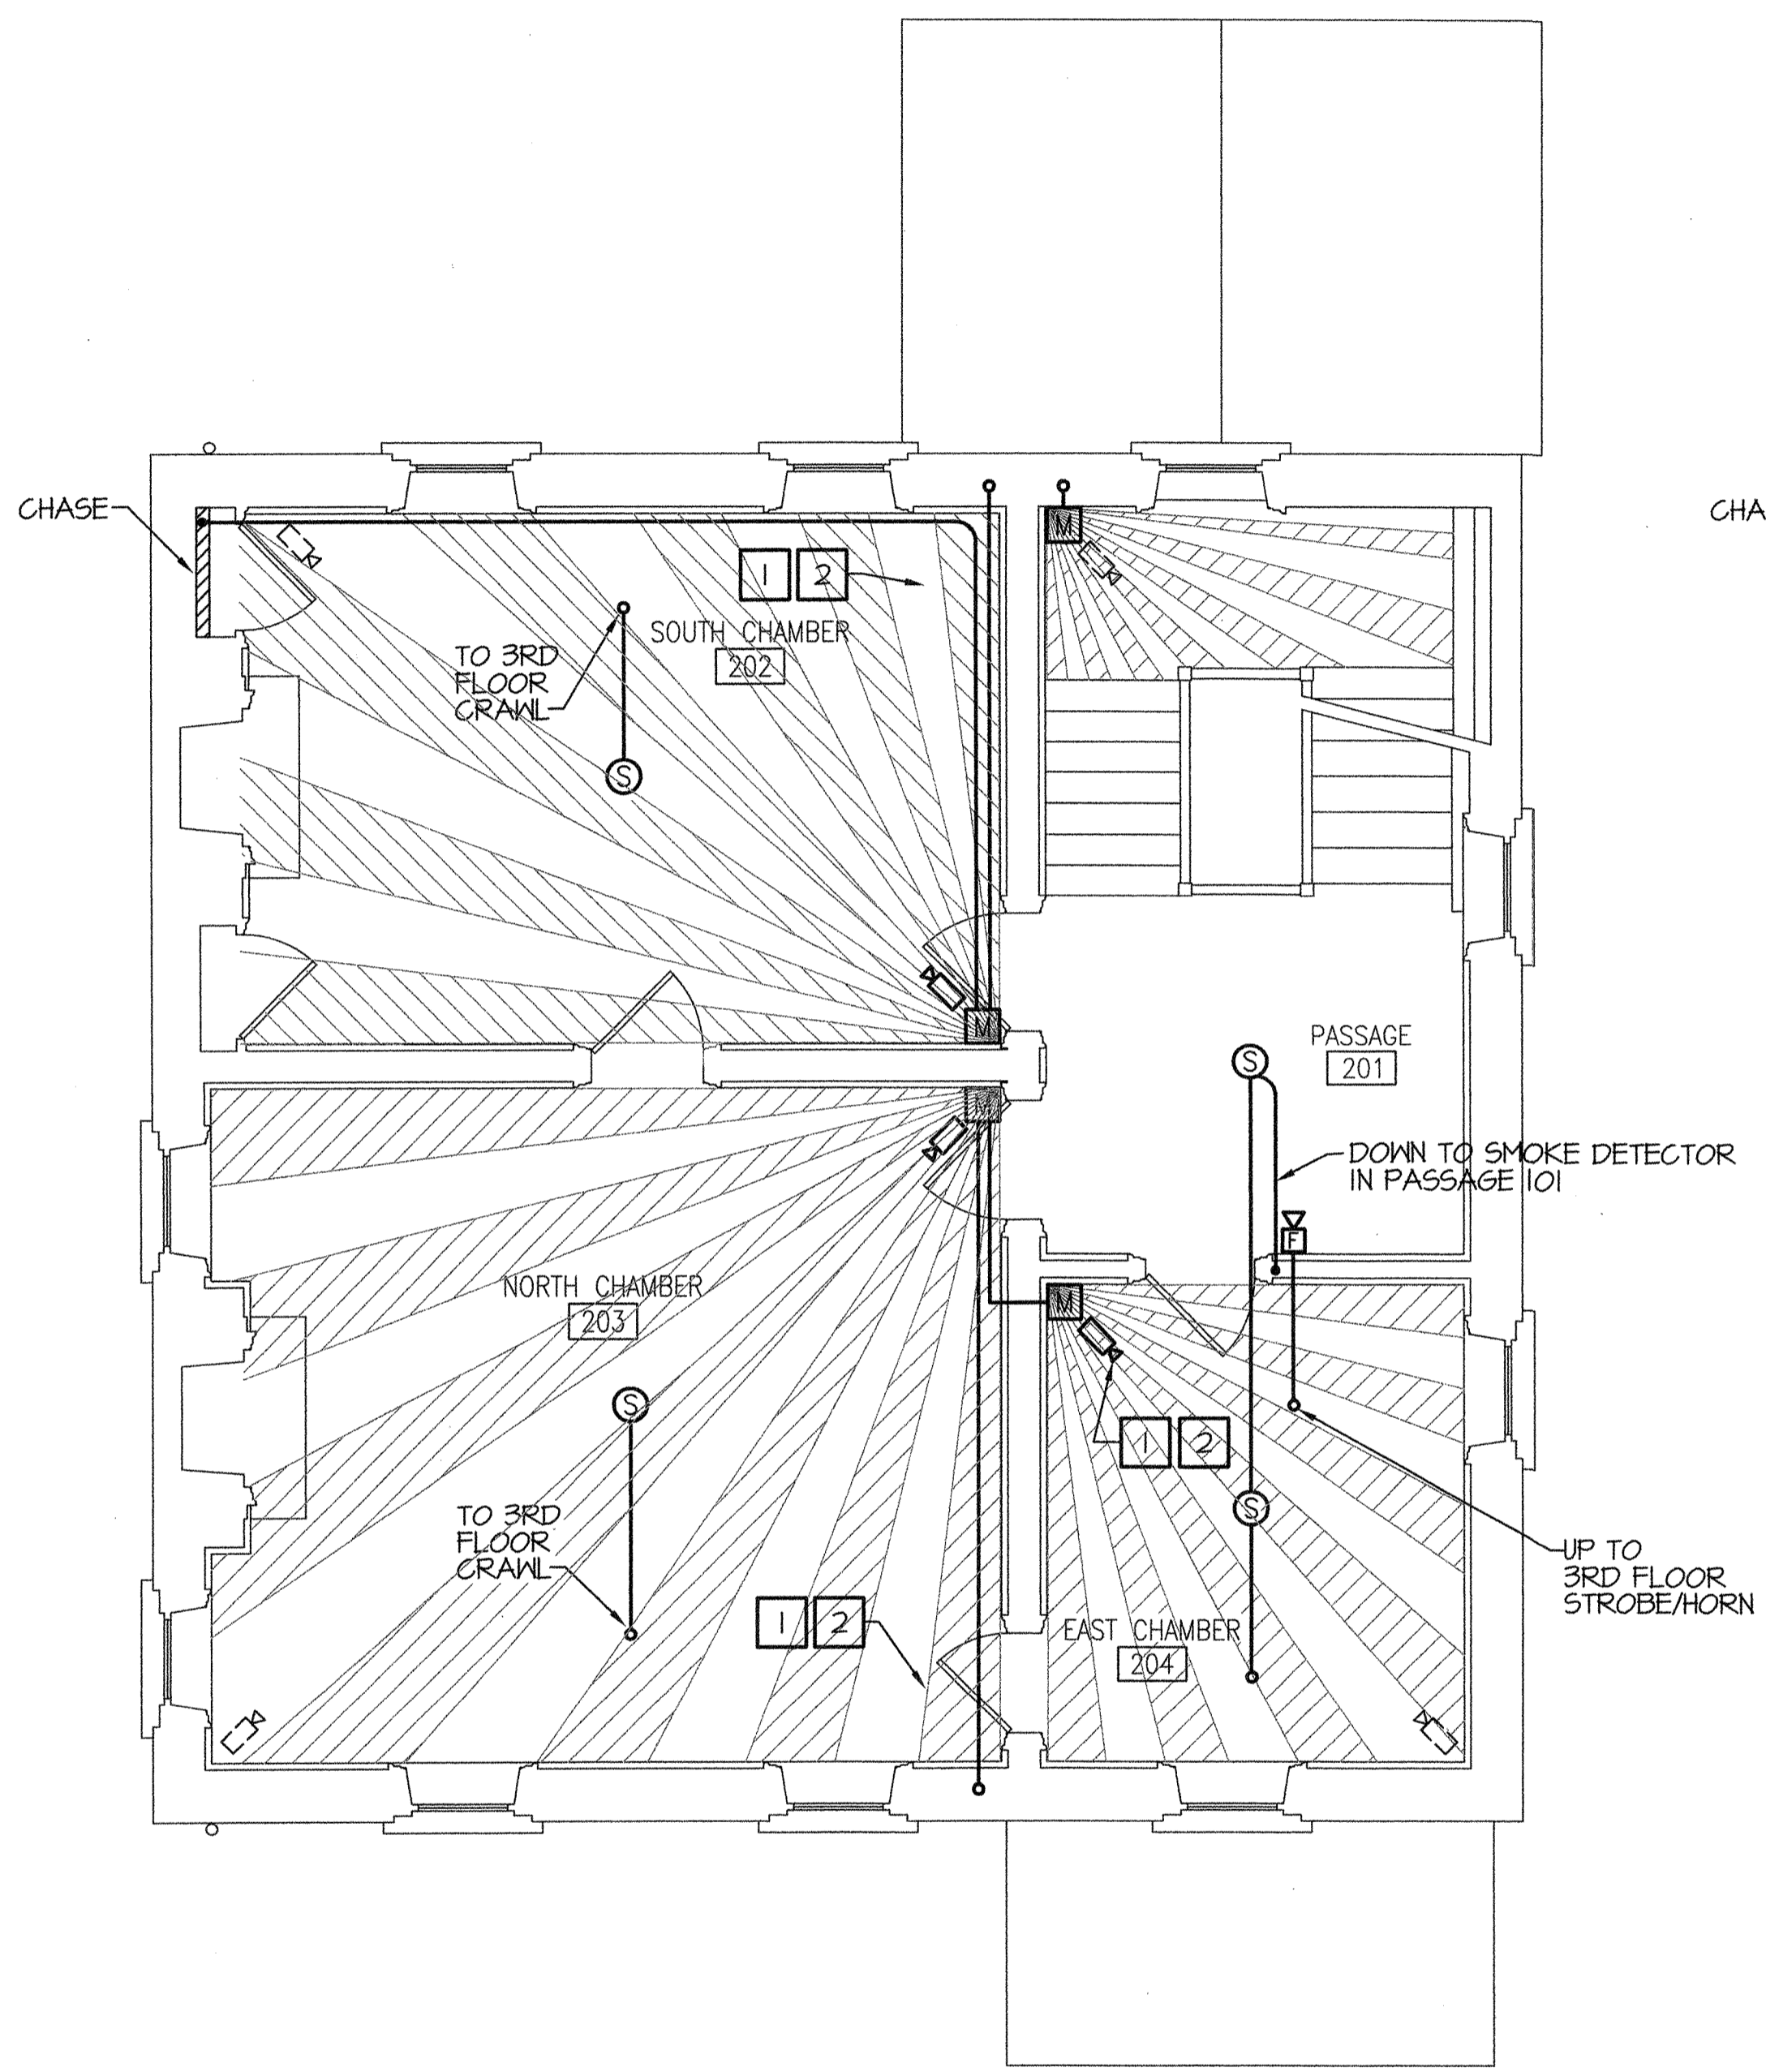 CHASE
CHA
1 2
SOUTH CHAMBER
202
TO 3RD
FLOOR
CRAWL
M
S
M
M
PASSAGE
201
S
DOWN TO SMOKE DETECTOR
IN PASSAGE 101
F
NORTH CHAMBER
203
M
S
1 2
TO 3RD
FLOOR
CRAWL
S
UP TO
3RD FLOOR
STROBE/HORN
1 2
EAST CHAMBER
204
M